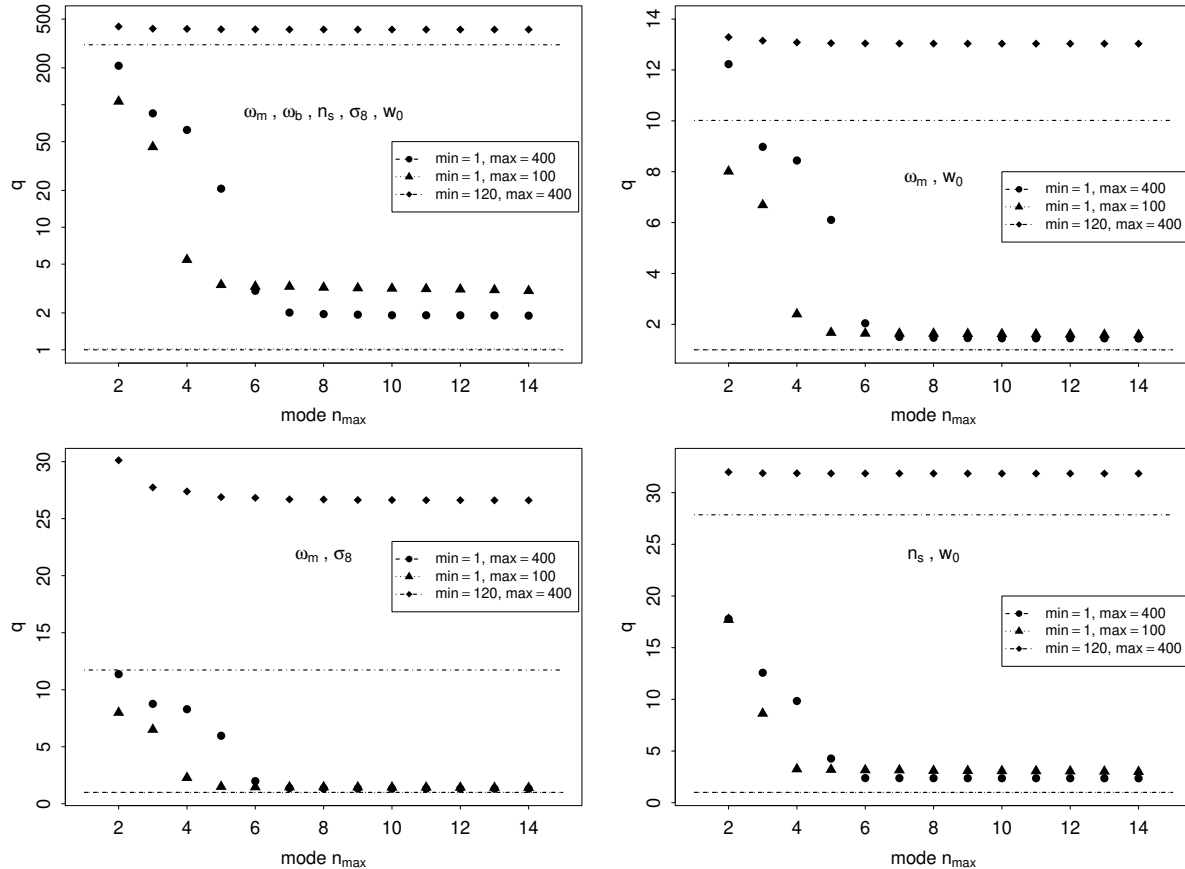 500
200
50
20
10
5
2
1
q
ω_m , ω_b , n_s , σ_8 , w_0
min = 1, max = 400
min = 1, max = 100
min = 120, max = 400
2 4 6 8 10 12 14
mode n_max
14
12
10
8
6
4
2
q
ω_m , w_0
min = 1, max = 400
min = 1, max = 100
min = 120, max = 400
2 4 6 8 10 12 14
mode n_max
30
25
20
15
10
5
0
q
ω_m , σ_8
min = 1, max = 400
min = 1, max = 100
min = 120, max = 400
2 4 6 8 10 12 14
mode n_max
30
25
20
15
10
5
0
q
n_s , w_0
min = 1, max = 400
min = 1, max = 100
min = 120, max = 400
2 4 6 8 10 12 14
mode n_max